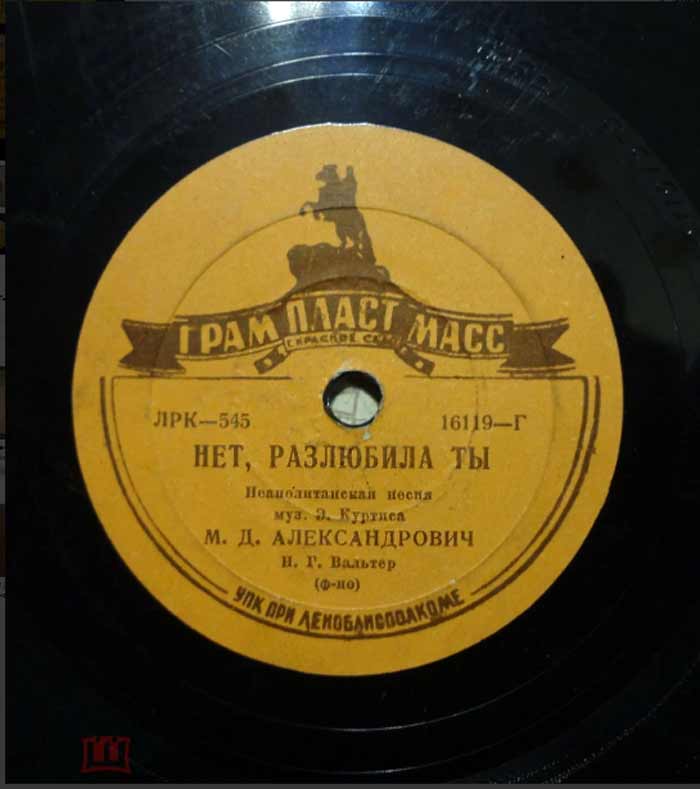 ГРАМ ПЛАСТ МАСС
ЛРК—545 16119—Г
НЕТ, РАЗЛЮБИЛА ТЫ
Неаполитанская песня
муз. Э. Куртиса
М. Д. АЛЕКСАНДРОВИЧ
Н. Г. Вальтер
(ф-но)
УПК ПРИ ЛЕНОБЛИСПОЛКОМЕ